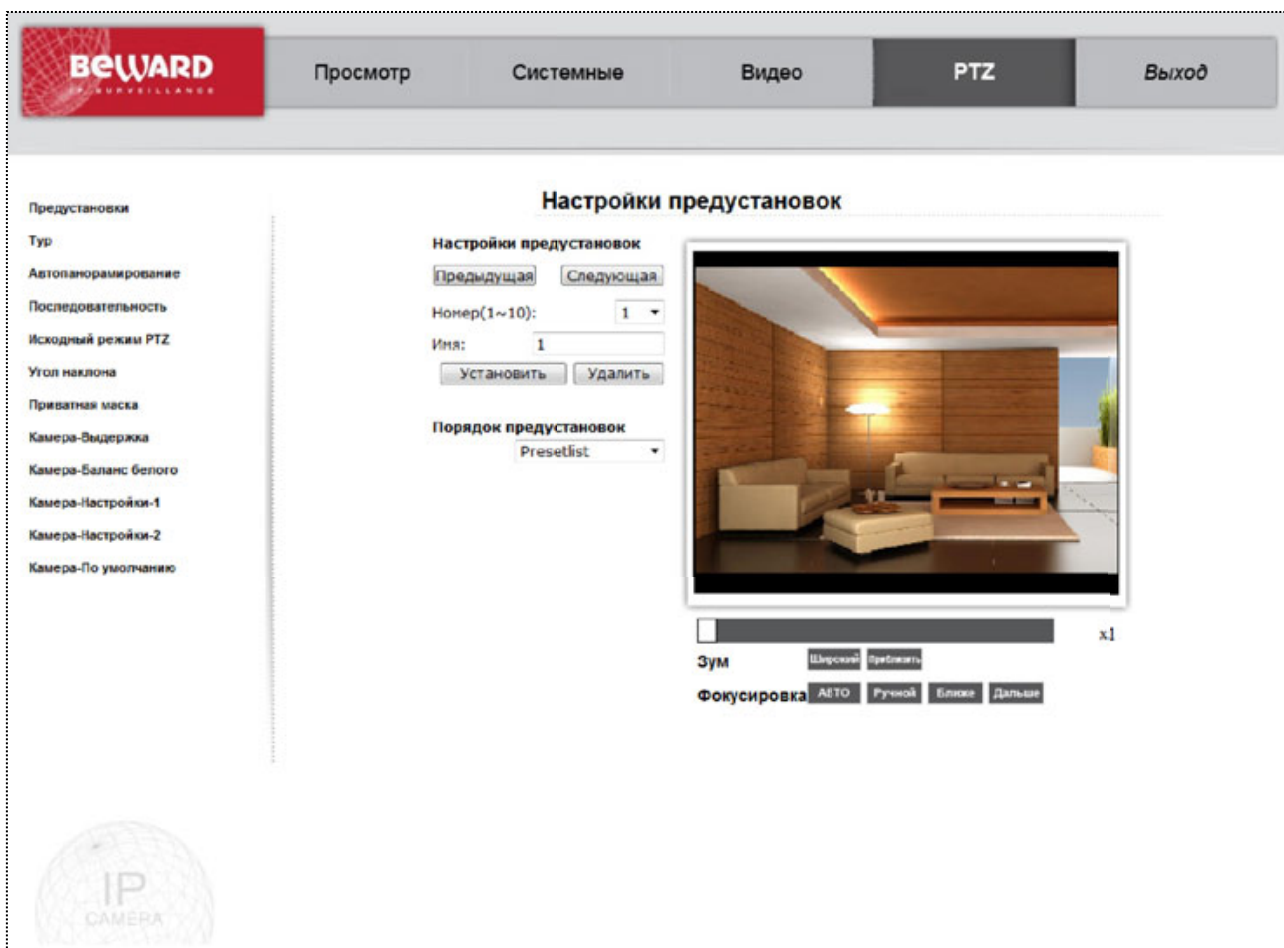 BEWARD
IP SURVEILLANCE
Просмотр
Системные
Видео
PTZ
Выход
Предустановки
Тур
Автопанорамирование
Последовательность
Исходный режим PTZ
Угол наклона
Приватная маска
Камера-Выдержка
Камера-Баланс белого
Камера-Настройки-1
Камера-Настройки-2
Камера-По умолчанию
Настройки предустановок
Настройки предустановок
Предыдущая Следующая
Номер(1~10): 1
Имя: 1
Установить Удалить
Порядок предустановок
Presetlist
x1
Зум Широкий Приблизить
Фокусировка АВТО Ручной Ближе Дальше
IP
CAMERA